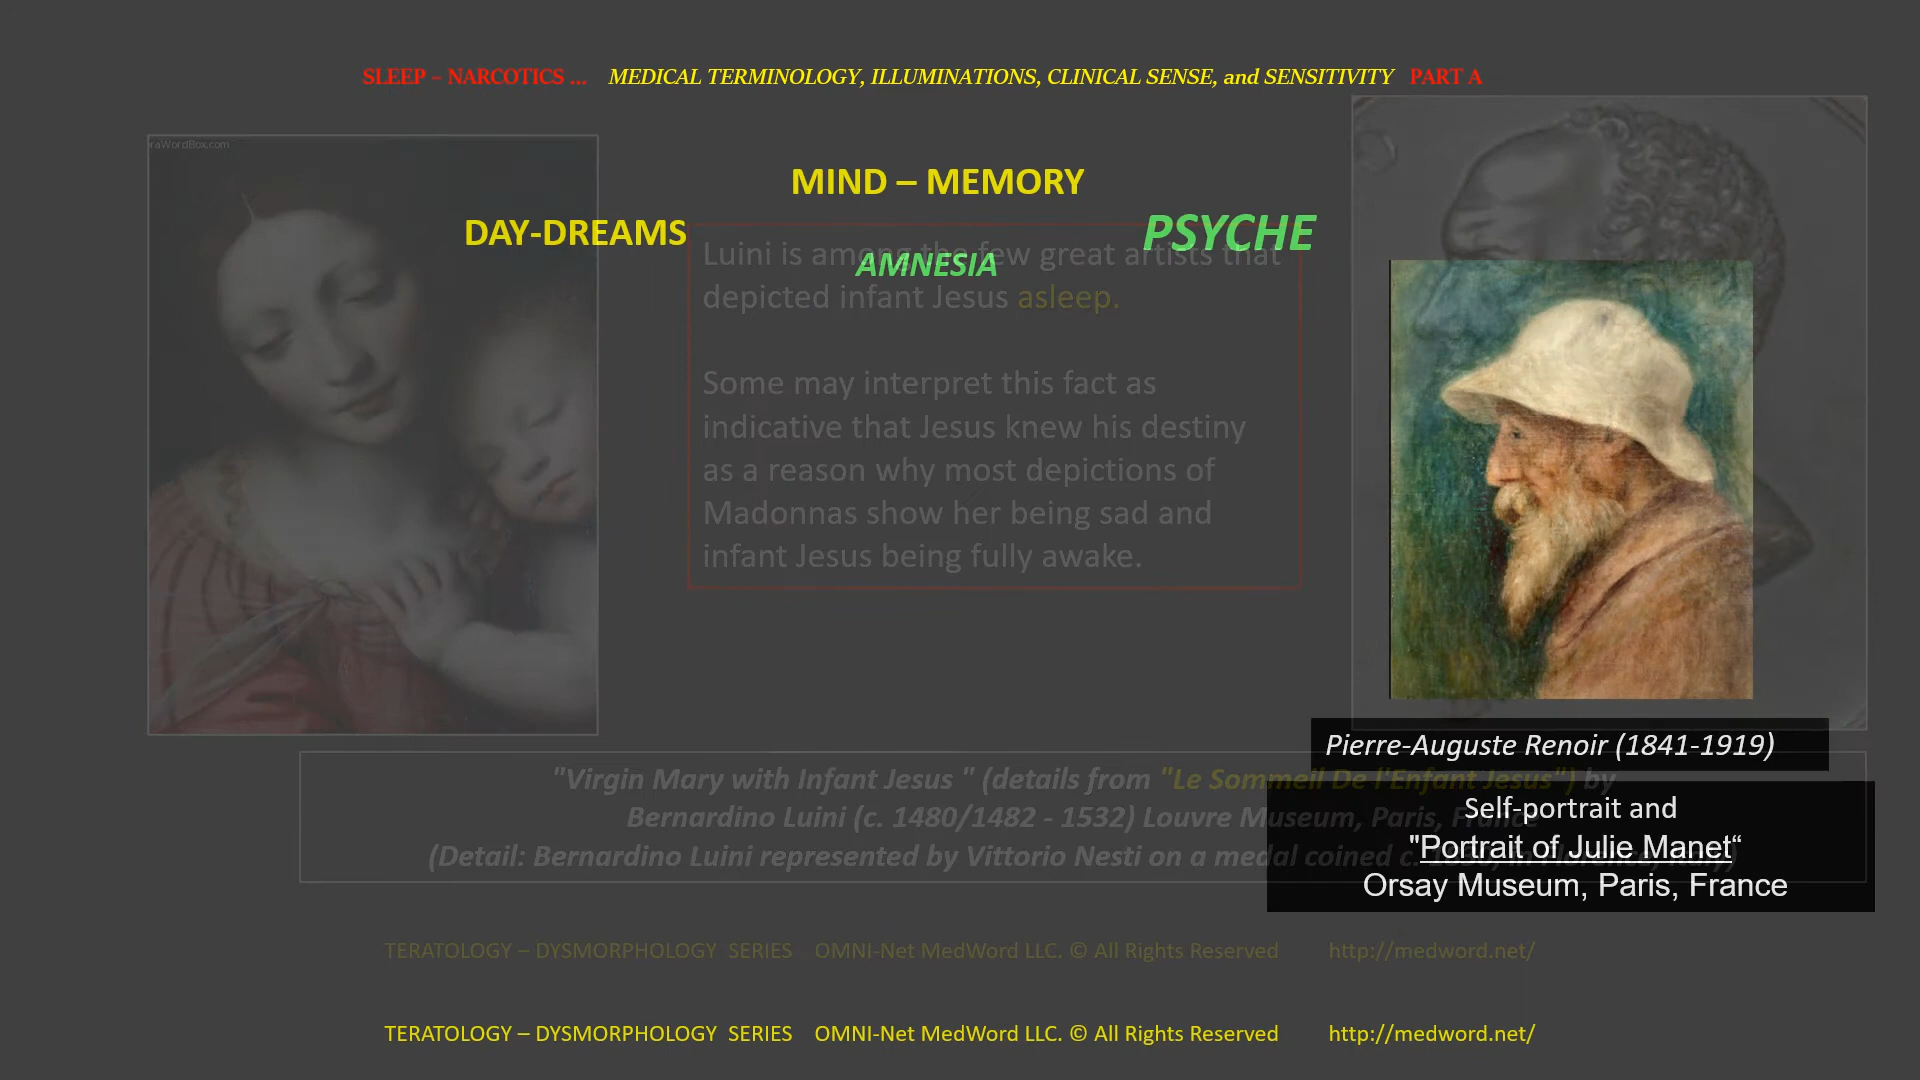 SLEEP – NARCOTICS ... MEDICAL TERMINOLOGY, ILLUMINATIONS, CLINICAL SENSE, and SENSITIVITY PART A
raWordBox.com
MIND – MEMORY
DAY-DREAMS
PSYCHE
AMNESIA
Luini is among the few great artists that
depicted infant Jesus asleep.
Some may interpret this fact as
indicative that Jesus knew his destiny
as a reason why most depictions of
Madonnas show her being sad and
infant Jesus being fully awake.
Pierre-Auguste Renoir (1841-1919)
"Virgin Mary with Infant Jesus " (details from "Le Sommeil De l'Enfant Jesus") by
Bernardino Luini (c. 1480/1482 - 1532) Louvre Museum, Paris, France
(Detail: Bernardino Luini represented by Vittorio Nesti on a medal coined c.
Self-portrait and
"Portrait of Julie Manet“
Orsay Museum, Paris, France
TERATOLOGY – DYSMORPHOLOGY SERIES OMNI-Net MedWord LLC. © All Rights Reserved http://medword.net/
TERATOLOGY – DYSMORPHOLOGY SERIES OMNI-Net MedWord LLC. © All Rights Reserved http://medword.net/